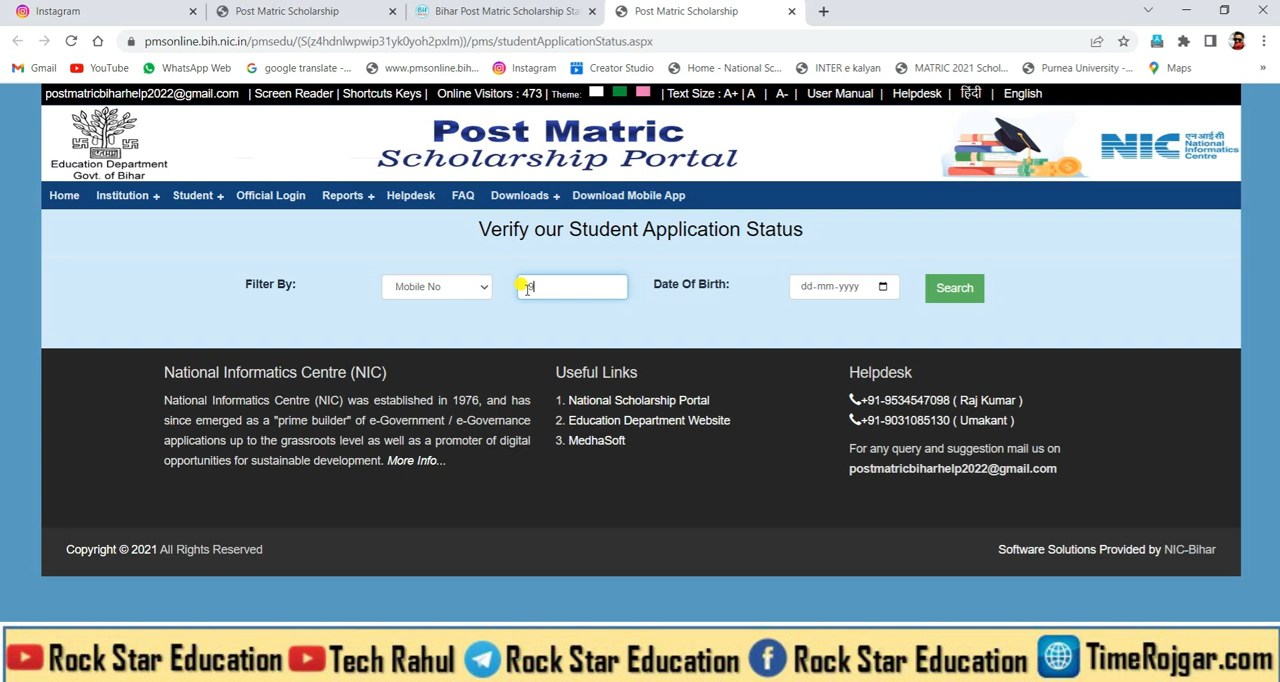 Instagram
Post Matric Scholarship
Bihar Post Matric Scholarship Sta
Post Matric Scholarship
pmsonline.bih.nic.in/pmsedu/(S(z4hdnlwpwip31yk0yoh2pxlm))/pms/studentApplicationStatus.aspx
Gmail YouTube WhatsApp Web google translate -... www.pmsonline.bih... Instagram Creator Studio Home - National Sc... INTER e kalyan MATRIC 2021 Schol... Purnea University -... Maps »
postmatricbiharhelp2022@gmail.com | Screen Reader | Shortcuts Keys | Online Visitors : 473 | Theme: | Text Size : A+ | A | A- | User Manual | Helpdesk | हिंदी | English
Education Department
Govt. of Bihar
Post Matric
Scholarship Portal
NIC एन आई सी
National
Informatics
Centre
Home Institution + Student + Official Login Reports + Helpdesk FAQ Downloads + Download Mobile App
Verify our Student Application Status
Filter By: Mobile No 9 Date Of Birth: dd-mm-yyyy Search
National Informatics Centre (NIC)
National Informatics Centre (NIC) was established in 1976, and has
since emerged as a "prime builder" of e-Government / e-Governance
applications up to the grassroots level as well as a promoter of digital
opportunities for sustainable development. More Info...
Useful Links
1. National Scholarship Portal
2. Education Department Website
3. MedhaSoft
Helpdesk
+91-9534547098 ( Raj Kumar )
+91-9031085130 ( Umakant )
For any query and suggestion mail us on
postmatricbiharhelp2022@gmail.com
Copyright © 2021 All Rights Reserved
Software Solutions Provided by NIC-Bihar
Rock Star Education Tech Rahul Rock Star Education Rock Star Education TimeRojgar.com